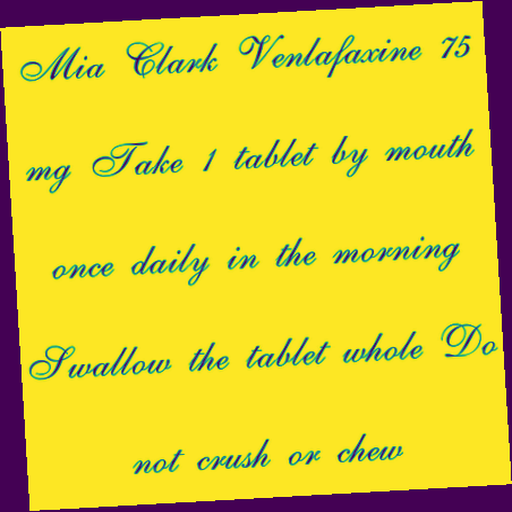 Mia Clark Venlafaxine 75
mg Take 1 tablet by mouth
once daily in the morning
Swallow the tablet whole Do
not crush or chew